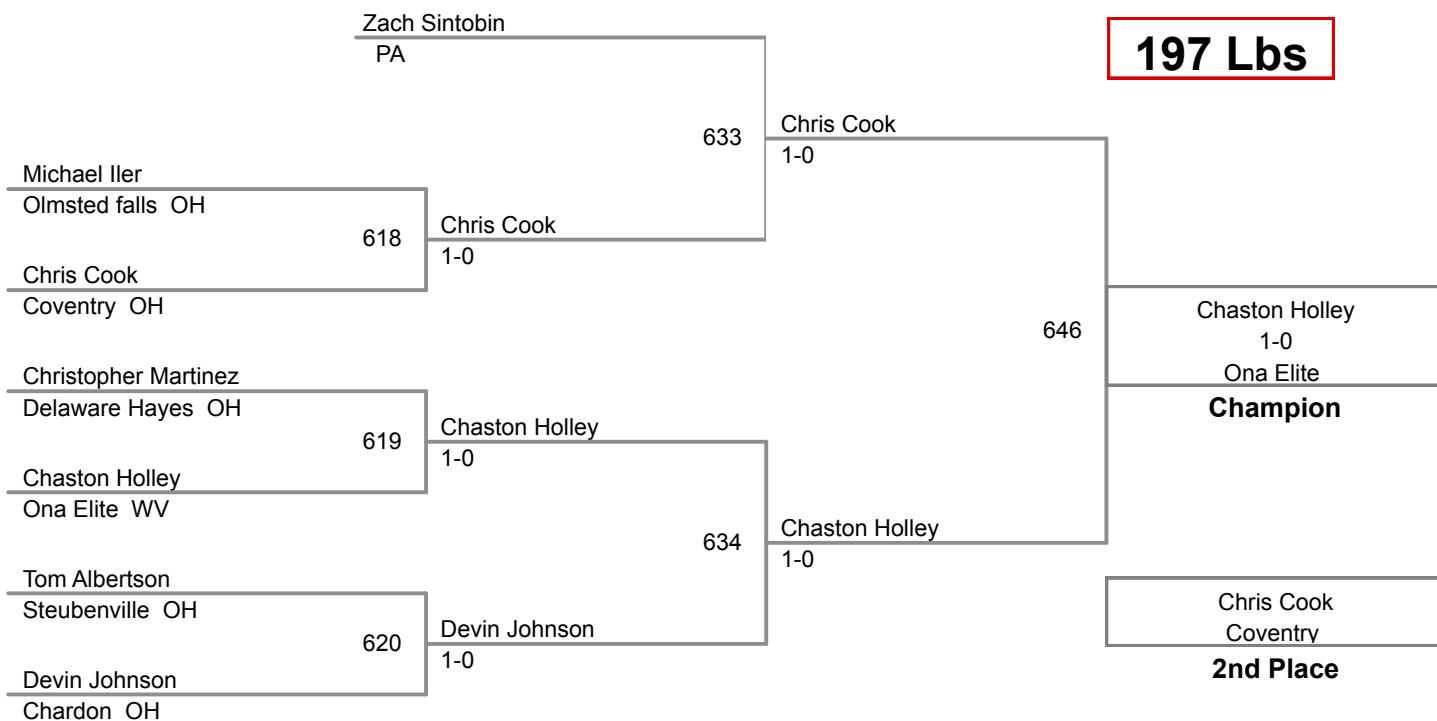 Zach Sintobin
PA
197 Lbs
633
Chris Cook
1-0
Michael Iler
Olmsted falls OH
618
Chris Cook
1-0
Chris Cook
Coventry OH
646
Chaston Holley
1-0
Ona Elite
Champion
Christopher Martinez
Delaware Hayes OH
619
Chaston Holley
1-0
Chaston Holley
Ona Elite WV
634
Chaston Holley
1-0
Tom Albertson
Steubenville OH
620
Devin Johnson
1-0
Devin Johnson
Chardon OH
Chris Cook
Coventry
2nd Place